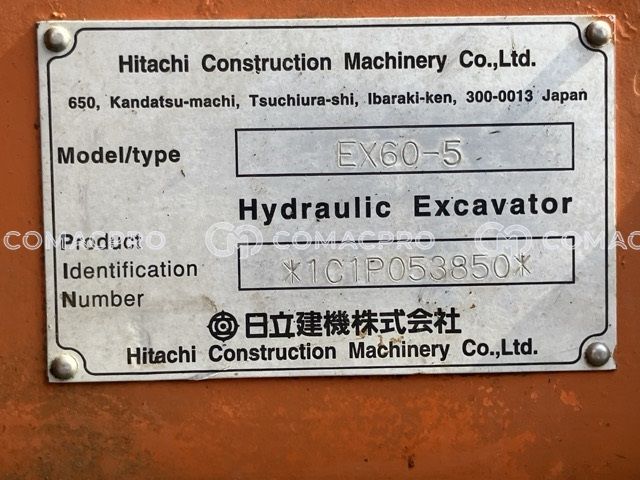 Hitachi Construction Machinery Co.,Ltd.
650, Kandatsu-machi, Tsuchiura-shi, Ibaraki-ken, 300-0013 Japan
Model/type EX60-5
Hydraulic Excavator
COMACPRO COMACPRO COMACPRO
Product
Identification *1C1P053850*
Number
日立建機株式会社
Hitachi Construction Machinery Co.,Ltd.